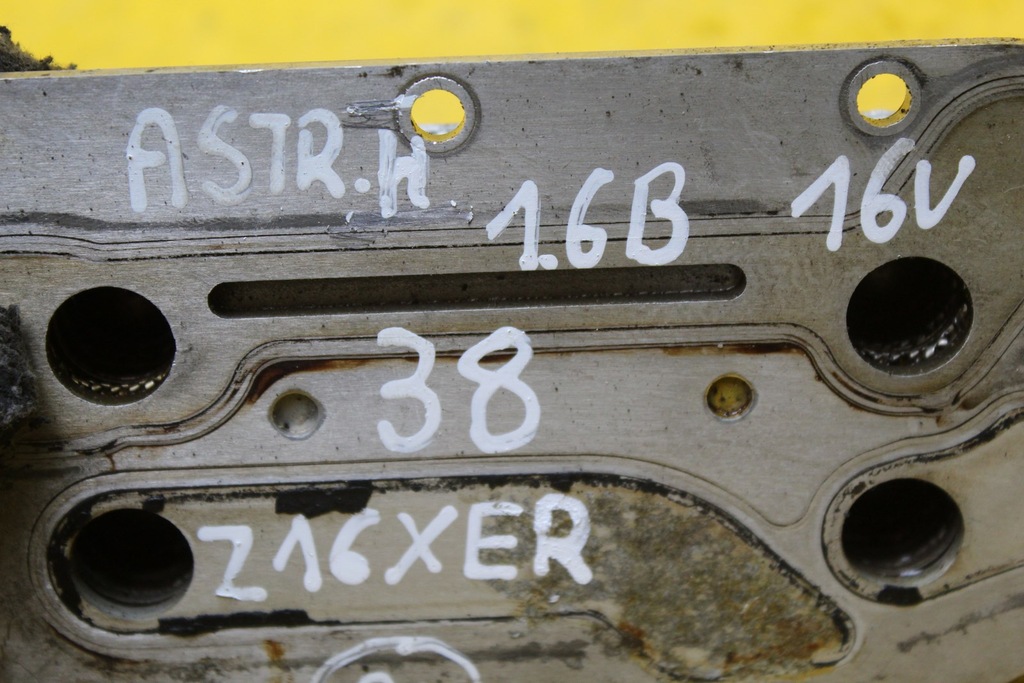 ASTR.H
1.6B 16V
38
Z16XER